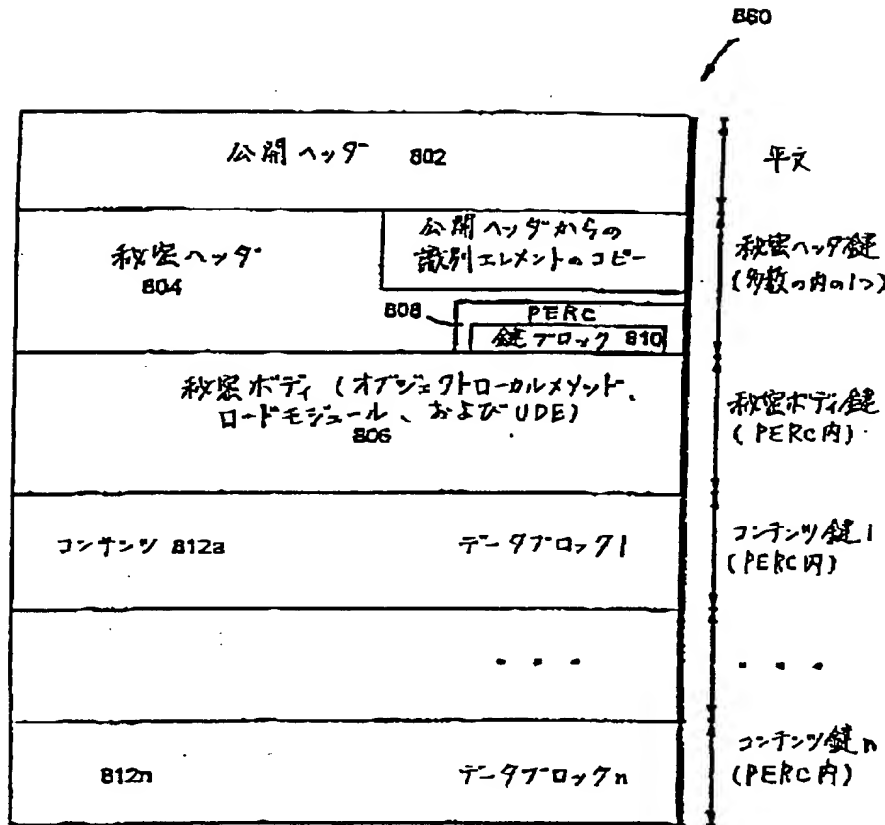 860
公開ヘッダ 802
平文
秘密ヘッダ
804
公開ヘッダからの
識別エレメントのコピー
秘密ヘッダ鍵
(多数の内の1つ)
808
PERC
鍵ブロック 810
秘密ボディ (オブジェクトローカルメソッド、
ロードモジュール、およびUDE)
806
秘密ボディ鍵
(PERC内)
コンテンツ 812a
データブロック1
コンテンツ鍵1
(PERC内)
・ ・ ・
・ ・ ・
812n
データブロックn
コンテンツ鍵n
(PERC内)